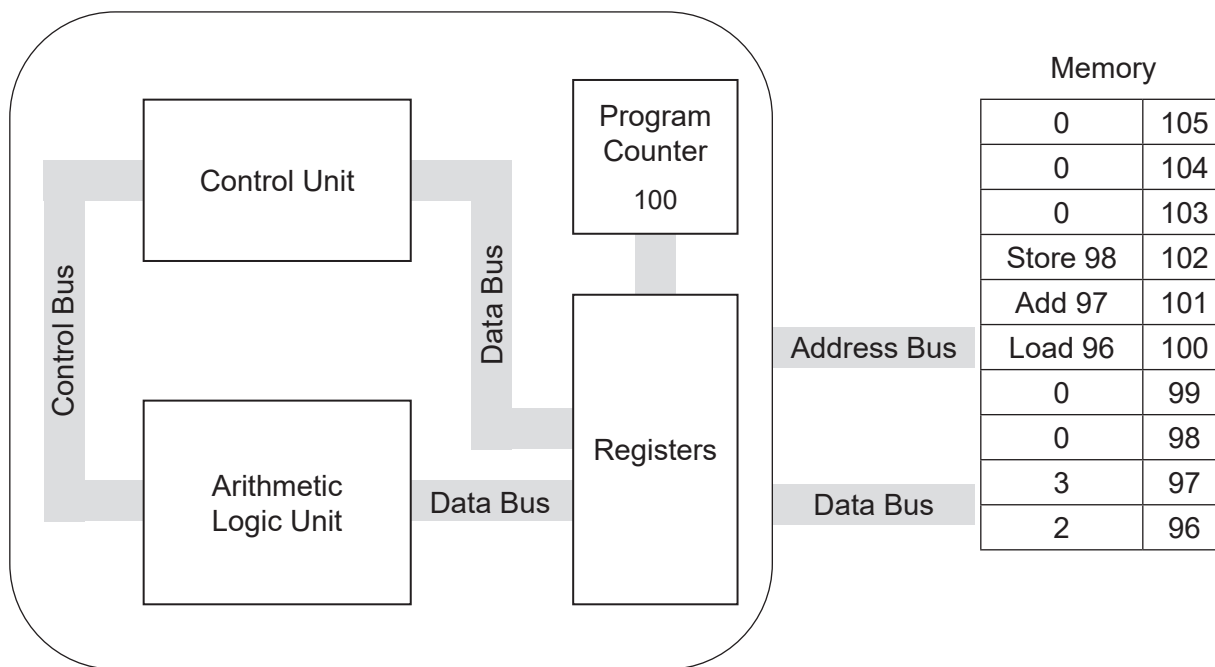 Control Unit
Program
Counter
100
Control Bus
Data Bus
Arithmetic
Logic Unit
Data Bus
Registers
Address Bus
Data Bus
Memory
0 105
0 104
0 103
Store 98 102
Add 97 101
Load 96 100
0 99
0 98
3 97
2 96